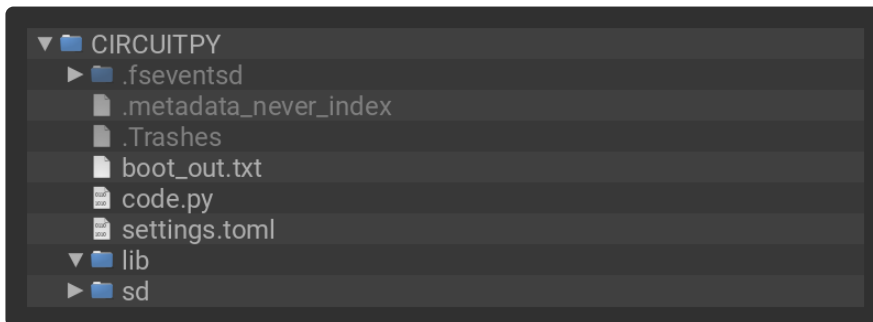 CIRCUITPY
.fseventsd
.metadata_never_index
.Trashes
boot_out.txt
code.py
settings.toml
lib
sd